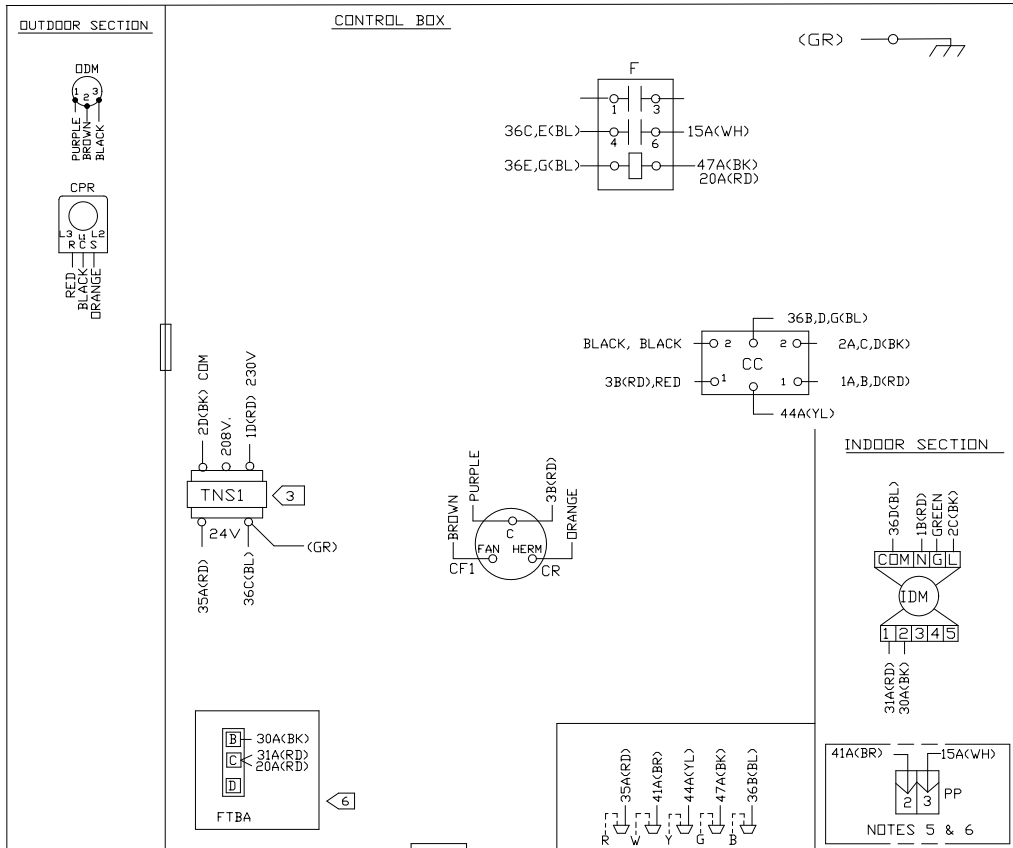 OUTDOOR SECTION
ODM
1 2 3
PURPLE
BROWN
BLACK
CPR
L3 L1 L2
R C S
RED
BLACK
ORANGE
CONTROL BOX
(GR)
F
1 3
36C,E(BL) 4 6 15A(WH)
36E,G(BL) 47A(BK)
20A(RD)
36B,D,G(BL)
BLACK, BLACK 2 2 2A,C,D(BK)
CC
3B(RD),RED 1 1 1A,B,D(RD)
44A(YL)
2D(BK) COM
208V.
1D(RD) 230V
TNS1 3
24V
(GR)
35A(RD)
36C(BL)
BROWN
PURPLE
3B(RD)
ORANGE
C
FAN HERM
CF1 CR
INDOOR SECTION
36D(BL)
1B(RD)
GREEN
2C(BK)
COM N G L
IDM
1 2 3 4 5
31A(RD)
30A(BK)
B 30A(BK)
C 31A(RD)
20A(RD)
D
FTBA
6
35A(RD)
41A(BR)
44A(YL)
47A(BK)
36B(BL)
R W Y G B
41A(BR) 15A(WH)
2 3 PP
NOTES 5 & 6